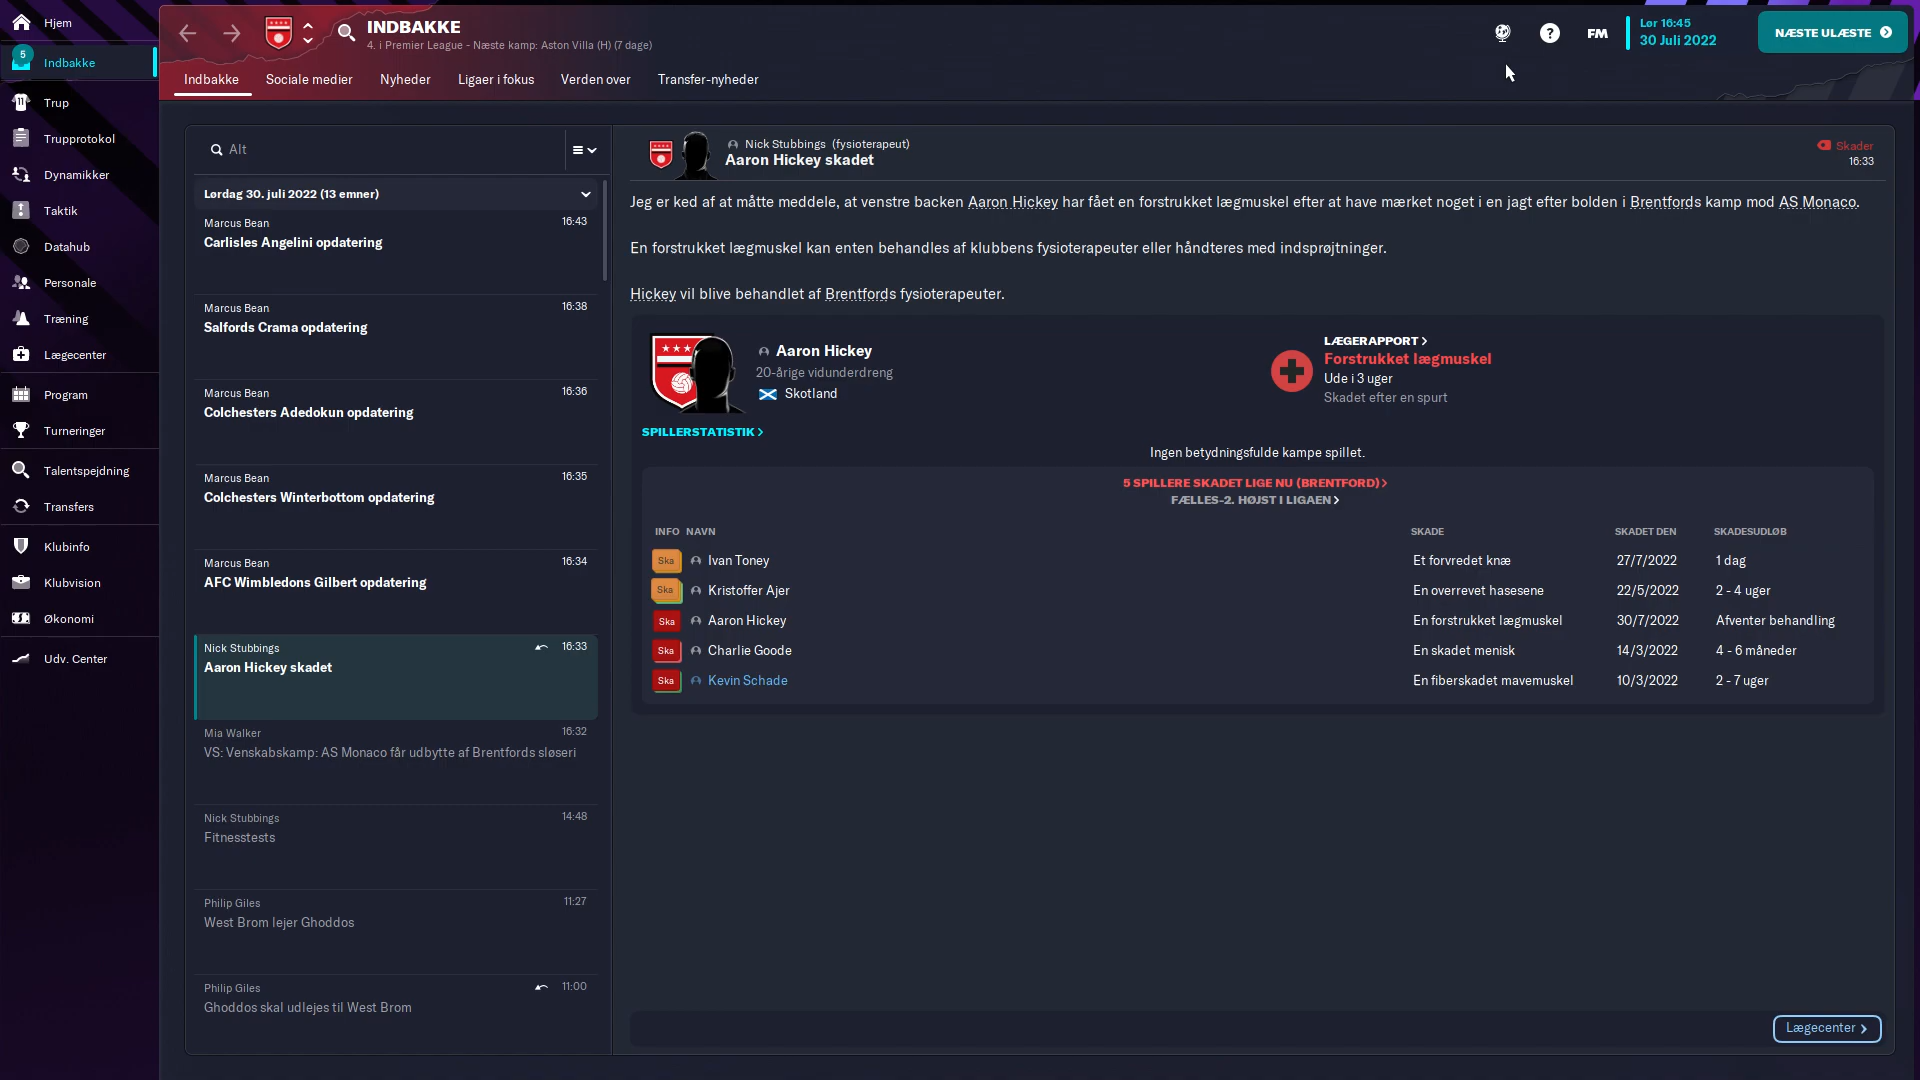 Hjem
5
Indbakke
Trup
Trupprotokol
Dynamikker
Taktik
Datahub
Personale
Træning
Lægecenter
Program
Turneringer
Talentspejdning
Transfers
Klubinfo
Klubvision
Økonomi
Udv. Center
INDBAKKE
4. i Premier League - Næste kamp: Aston Villa (H) (7 dage)
FM
Lør 16:45
30 Juli 2022
NÆSTE ULÆSTE
Indbakke Sociale medier Nyheder Ligaer i fokus Verden over Transfer-nyheder
Alt
Lørdag 30. juli 2022 (13 emner)
Marcus Bean 16:43
Carlisles Angelini opdatering
Marcus Bean 16:38
Salfords Crama opdatering
Marcus Bean 16:36
Colchesters Adedokun opdatering
Marcus Bean 16:35
Colchesters Winterbottom opdatering
Marcus Bean 16:34
AFC Wimbledons Gilbert opdatering
Nick Stubbings 16:33
Aaron Hickey skadet
Mia Walker 16:32
VS: Venskabskamp: AS Monaco får udbytte af Brentfords sløseri
Nick Stubbings 14:48
Fitnesstests
Philip Giles 11:27
West Brom lejer Ghoddos
Philip Giles 11:00
Ghoddos skal udlejes til West Brom
Nick Stubbings (fysioterapeut)
Aaron Hickey skadet
Skader
16:33
Jeg er ked af at måtte meddele, at venstre backen Aaron Hickey har fået en forstrukket lægmuskel efter at have mærket noget i en jagt efter bolden i Brentfords kamp mod AS Monaco.
En forstrukket lægmuskel kan enten behandles af klubbens fysioterapeuter eller håndteres med indsprøjtninger.
Hickey vil blive behandlet af Brentfords fysioterapeuter.
Aaron Hickey
20-årige vidunderdreng
Skotland
LÆGERAPPORT
Forstrukket lægmuskel
Ude i 3 uger
Skadet efter en spurt
SPILLERSTATISTIK
Ingen betydningsfulde kampe spillet.
5 SPILLERE SKADET LIGE NU (BRENTFORD)
FÆLLES-2. HØJST I LIGAEN
INFO NAVN SKADE SKADET DEN SKADESUDLØB
Ska Ivan Toney Et forvredet knæ 27/7/2022 1 dag
Ska Kristoffer Ajer En overrevet hasesene 22/5/2022 2 - 4 uger
Ska Aaron Hickey En forstrukket lægmuskel 30/7/2022 Afventer behandling
Ska Charlie Goode En skadet menisk 14/3/2022 4 - 6 måneder
Ska Kevin Schade En fiberskadet mavemuskel 10/3/2022 2 - 7 uger
Lægecenter